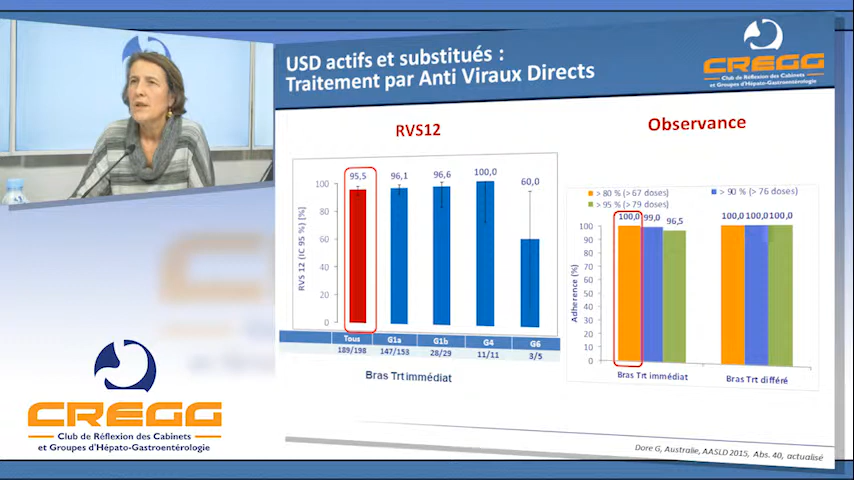 USD actifs et substitués :
Traitement par Anti Viraux Directs
CREGG
Club de Réflexion des Cabinets
et Groupes d'Hépato-Gastroentérologie
RVS12
RVS 12 (IC 95 %) [%]
100
80
60
40
20
0
95,5
96,1
96,6
100,0
60,0
Tous
G1a
G1b
G4
G6
189/198
147/153
28/29
11/11
3/5
Bras Trt immédiat
Observance
> 80 % (> 67 doses)
> 90 % (> 76 doses)
> 95 % (> 79 doses)
Adherence (%)
100
90
80
70
60
50
40
30
20
10
0
100,0
99,0
96,5
100,0
100,0
100,0
Bras Trt immédiat
Bras Trt différé
Dore G, Australie, AASLD 2015, Abs. 40, actualisé
CREGG
Club de Réflexion des Cabinets
et Groupes d'Hépato-Gastroentérologie